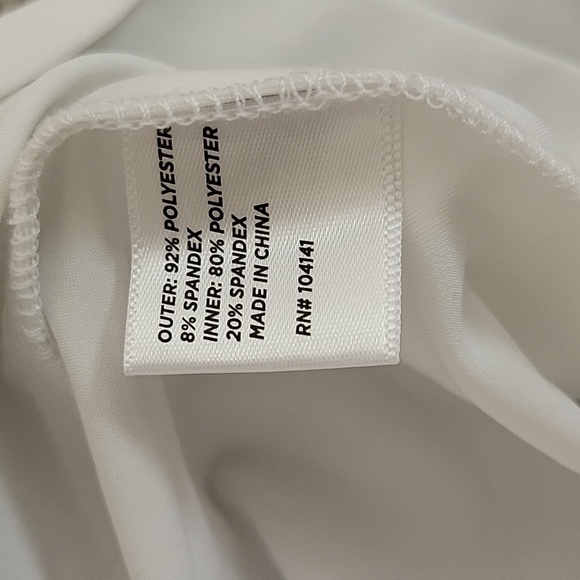 OUTER: 92% POLYESTER
8% SPANDEX
INNER: 80% POLYESTER
20% SPANDEX
MADE IN CHINA
RN# 104141